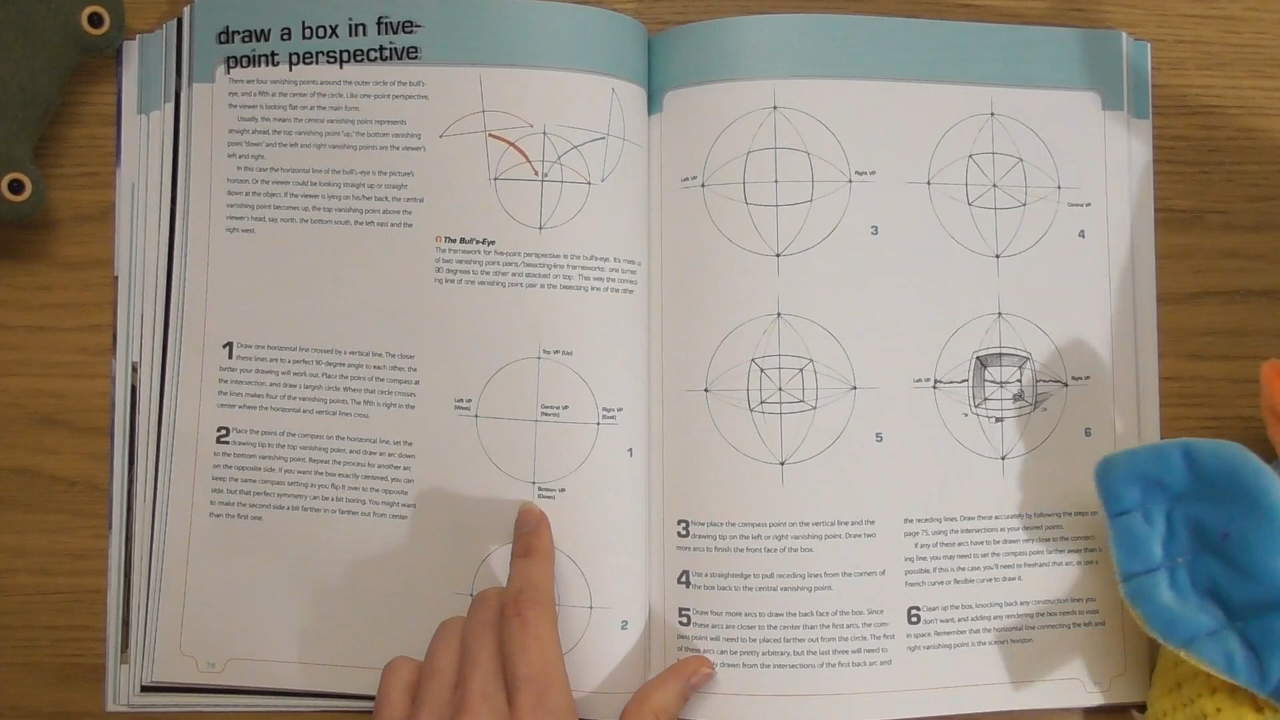 draw a box in five-
point perspective
There are four vanishing points around the outer circle of the bull's-
eye, and a fifth at the center of the circle. Like one-point perspective,
the viewer is looking flat-on at the main form.
Usually, this means the central vanishing point represents
straight ahead, the top vanishing point "up," the bottom vanishing
point "down" and the left and right vanishing points are the viewer's
left and right.
In this case the horizontal line of the bull's-eye is the picture's
horizon. Or the viewer could be looking straight up or straight
down at the object. If the viewer is lying on his/her back, the central
vanishing point becomes up, the top vanishing point above the
viewer's head, say, north, the bottom south, the left east and the
right west.
The Bull's-Eye
The framework for five-point perspective is the bull's-eye. It's made up
of two vanishing point pairs/bisecting-line frameworks: one turned
90 degrees to the other and stacked on top. This way the connect-
ing line of one vanishing point pair is the bisecting line of the other
1 Draw one horizontal line crossed by a vertical line. The closer
these lines are to a perfect 90-degree angle to each other, the
better your drawing will work out. Place the point of the compass at
the intersection, and draw a largish circle. Where that circle crosses
the lines makes four of the vanishing points. The fifth is right in the
center where the horizontal and vertical lines cross.
2 Place the point of the compass on the horizontal line, set the
drawing tip to the top vanishing point, and draw an arc down
to the bottom vanishing point. Repeat the process for another arc
on the opposite side. If you want the box exactly centered, you can
keep the same compass setting as you flip it over to the opposite
side, but that perfect symmetry can be a bit boring. You might want
to make the second side a bit farther in or farther out from center
than the first one.
Top VP (Up)
Left VP
(West)
Central VP
(North)
Right VP
(East)
Bottom VP
(Down)
1
2
76
Left VP
Right VP
3
Central VP
4
5
Left VP
Right VP
6
3 Now place the compass point on the vertical line and the
drawing tip on the left or right vanishing point. Draw two
more arcs to finish the front face of the box.
4 Use a straightedge to pull receding lines from the corners of
the box back to the central vanishing point.
5 Draw four more arcs to draw the back face of the box. Since
these arcs are closer to the center than the first arcs, the com-
pass point will need to be placed farther out from the circle. The first
of these arcs can be pretty arbitrary, but the last three will need to
drawn from the intersections of the first back arc and
the receding lines. Draw these accurately by following the steps on
page 75, using the intersections as your desired points.
If any of these arcs have to be drawn very close to the connect-
ing line, you may need to set the compass point farther away than is
possible. If this is the case, you'll need to freehand that arc, or use a
French curve or flexible curve to draw it.
6 Clean up the box, knocking back any construction lines you
don't want, and adding any rendering the box needs to exist
in space. Remember that the horizontal line connecting the left and
right vanishing point is the scene's horizon.